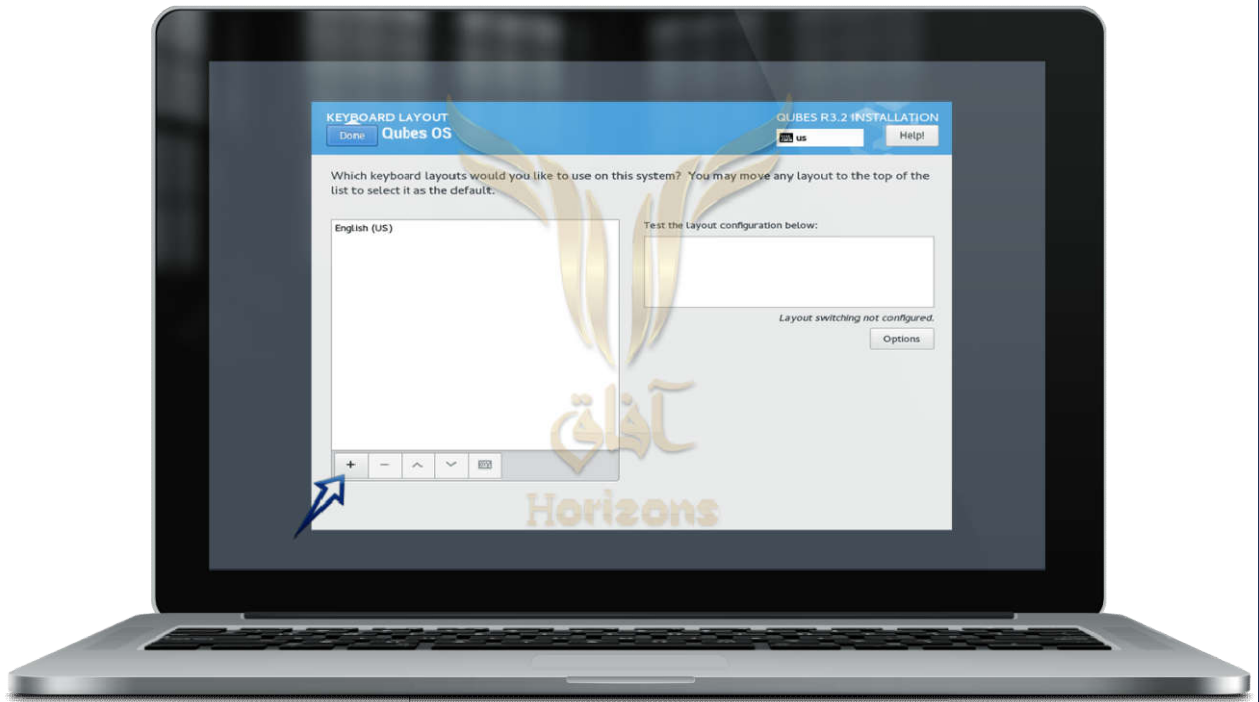 KEYBOARD LAYOUT
QUBES R3.2 INSTALLATION
Done
Qubes OS
us
Help!
Which keyboard layouts would you like to use on this system? You may move any layout to the top of the
list to select it as the default.
English (US)
Test the layout configuration below:
Layout switching not configured.
Options
آفاق
Horizons